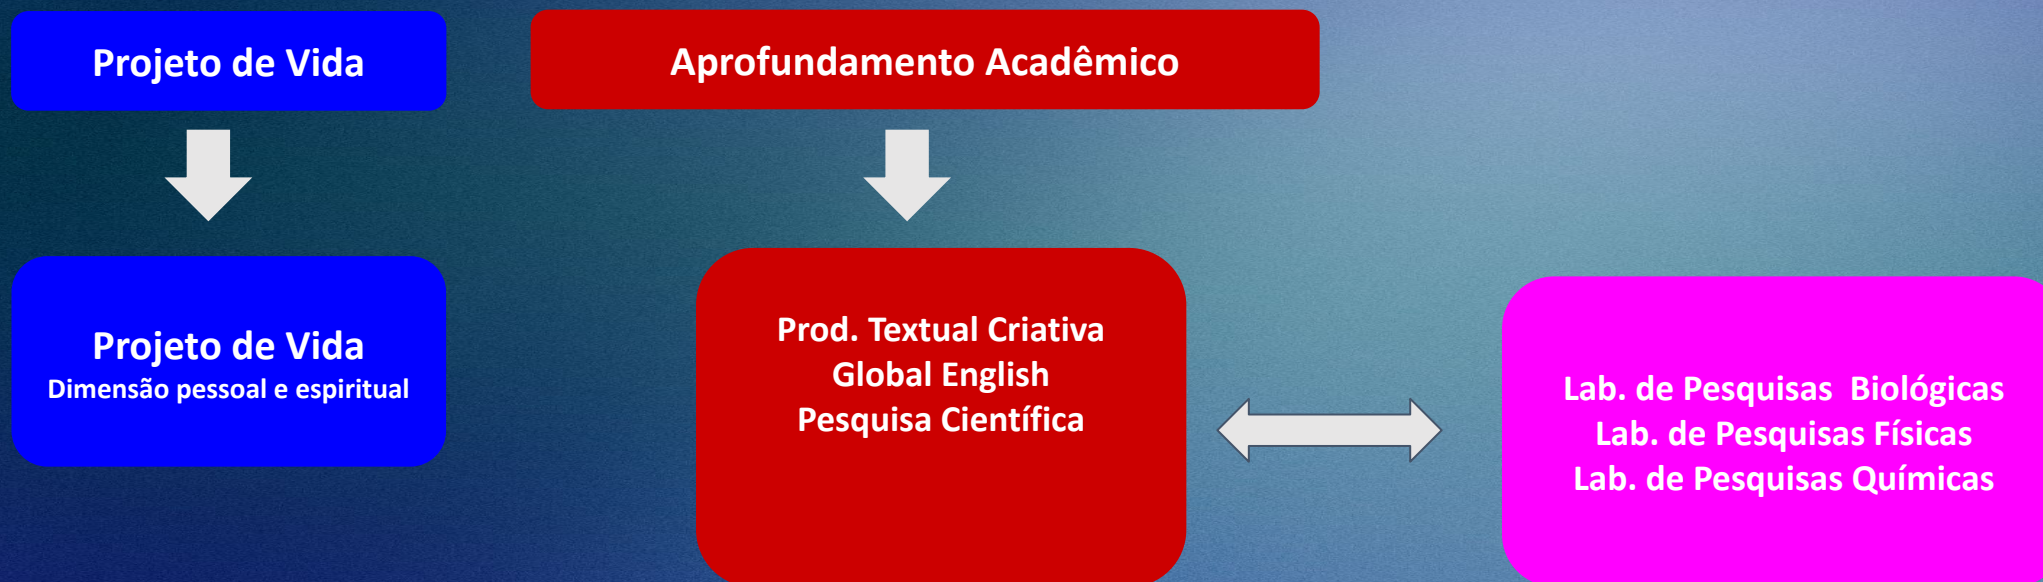 Projeto de Vida
Aprofundamento Acadêmico
Projeto de Vida
Dimensão pessoal e espiritual
Prod. Textual Criativa
Global English
Pesquisa Científica
Lab. de Pesquisas  Biológicas
Lab. de Pesquisas Físicas
Lab. de Pesquisas Químicas